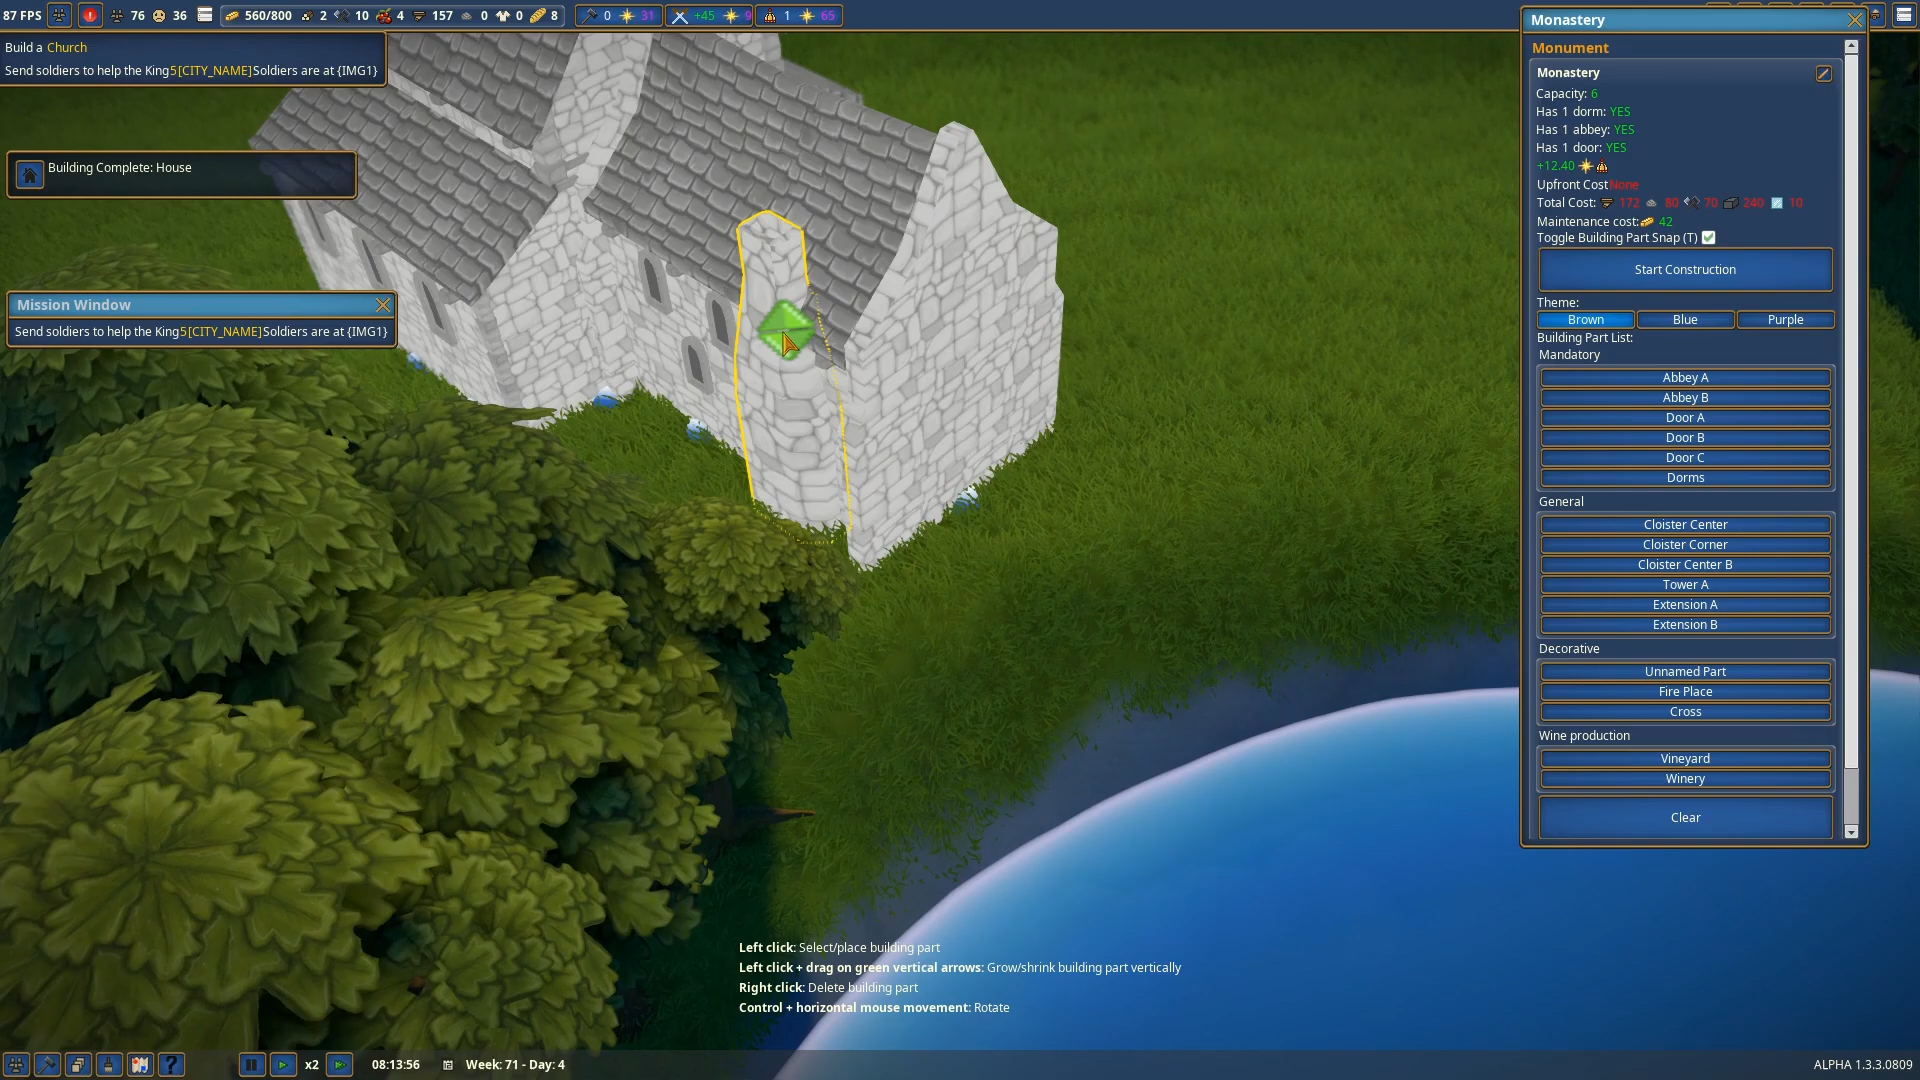 87 FPS 76 36 560/800 2 10 4 157 0 0 8 0 31 +45 9 1 65
Build a Church
Send soldiers to help the King5[CITY_NAME]Soldiers are at {IMG1}
Building Complete: House
Mission Window
Send soldiers to help the King5[CITY_NAME]Soldiers are at {IMG1}
Monastery
Monument
Monastery
Capacity: 6
Has 1 dorm: YES
Has 1 abbey: YES
Has 1 door: YES
+12.40
Upfront CostNone
Total Cost: 172 80 70 240 10
Maintenance cost: 42
Toggle Building Part Snap (T)
Start Construction
Theme:
Brown Blue Purple
Building Part List:
Mandatory
Abbey A
Abbey B
Door A
Door B
Door C
Dorms
General
Cloister Center
Cloister Corner
Cloister Center B
Tower A
Extension A
Extension B
Decorative
Unnamed Part
Fire Place
Cross
Wine production
Vineyard
Winery
Clear
Left click: Select/place building part
Left click + drag on green vertical arrows: Grow/shrink building part vertically
Right click: Delete building part
Control + horizontal mouse movement: Rotate
x2 08:13:56 Week: 71 - Day: 4
ALPHA 1.3.3.0809